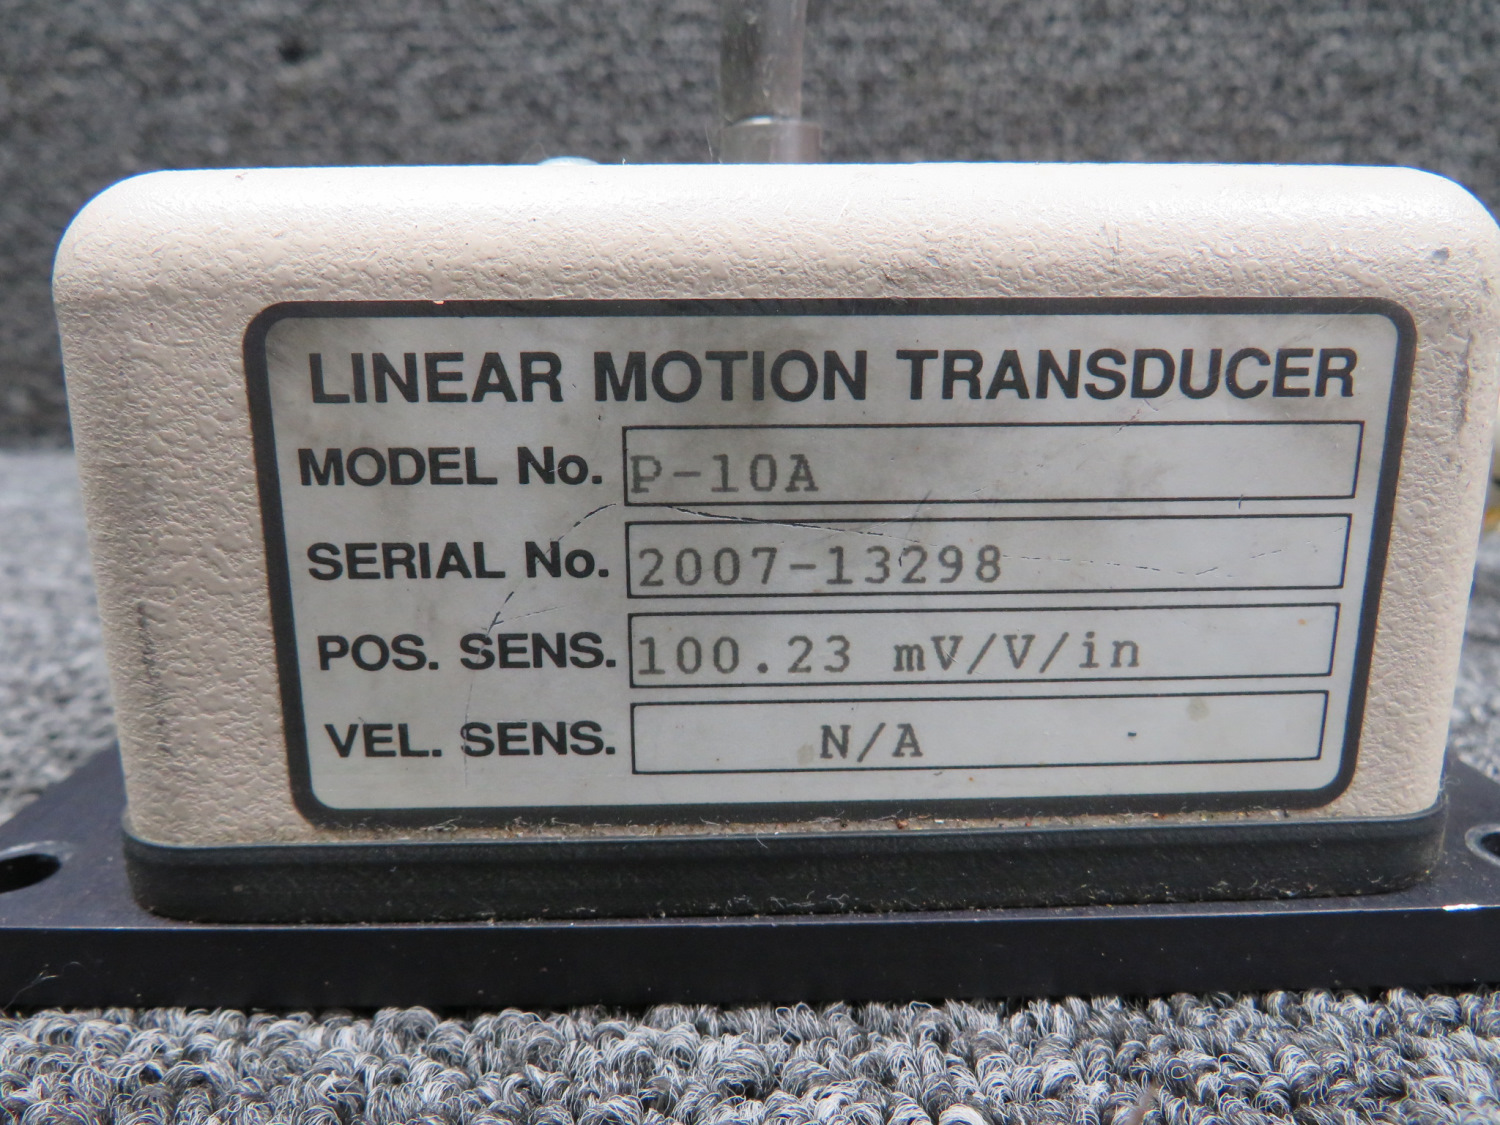 LINEAR MOTION TRANSDUCER
MODEL No. P-10A
SERIAL No. 2007-13298
POS. SENS. 100.23 mV/V/in
VEL. SENS. N/A